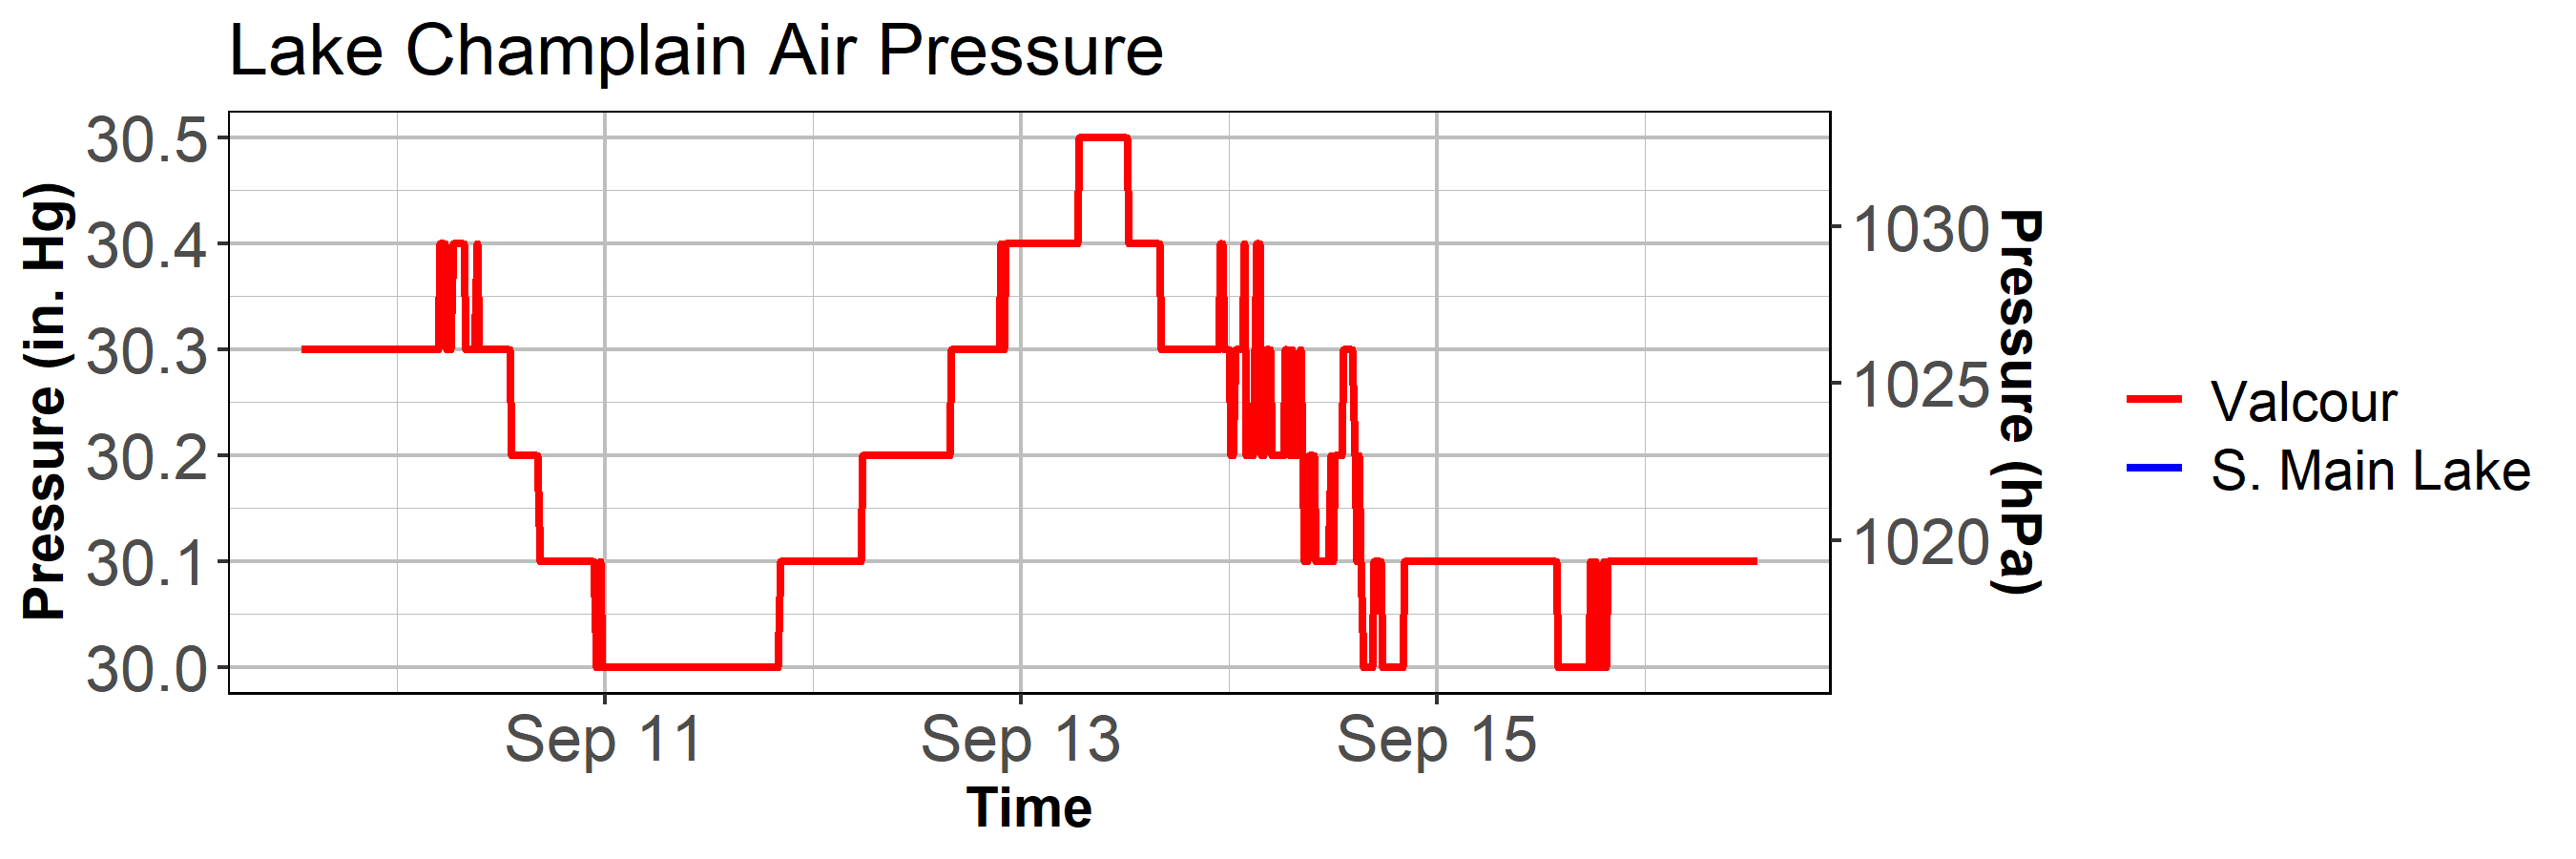 Lake Champlain Air Pressure
Pressure (in. Hg)
30.5
30.4
30.3
30.2
30.1
30.0
Sep 11
Sep 13
Sep 15
Time
1030
1025
1020
Pressure (hPa)
Valcour
S. Main Lake